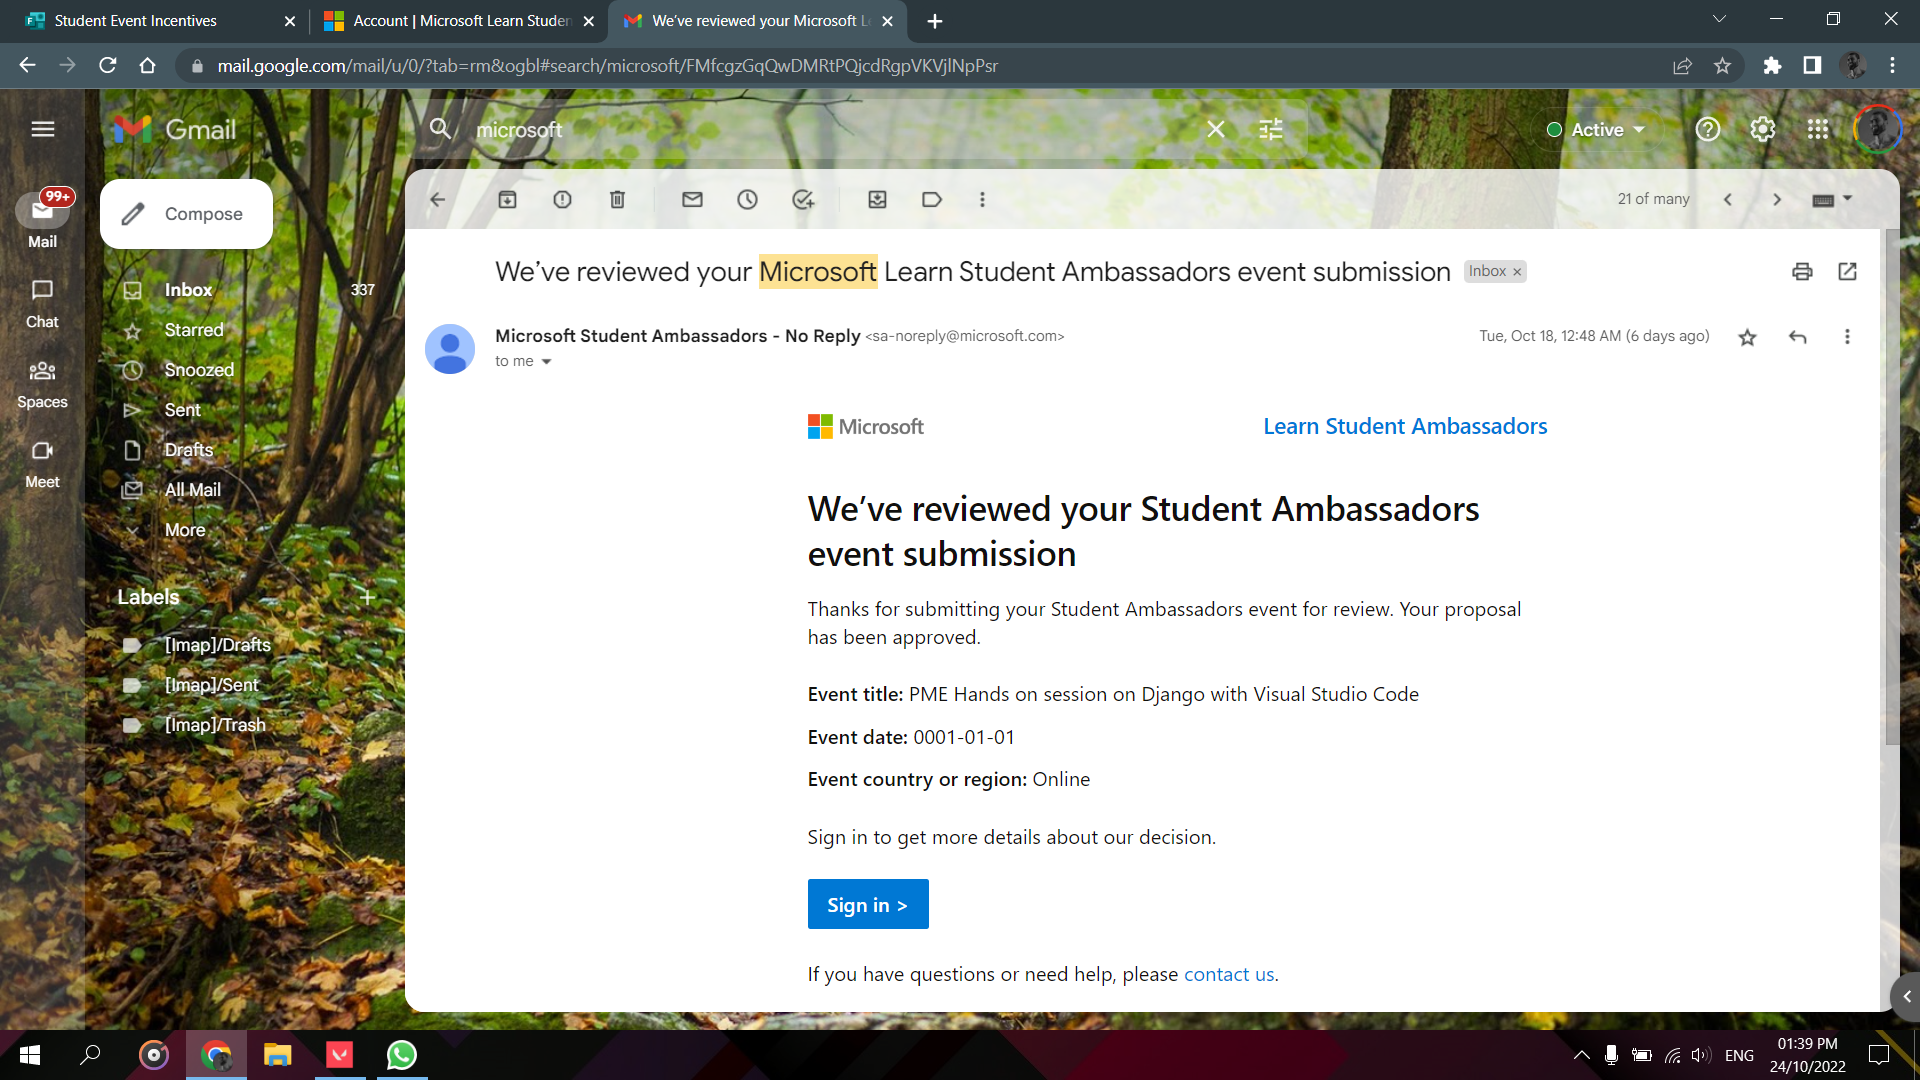 Student Event Incentives
Account | Microsoft Learn Studen
We've reviewed your Microsoft L
mail.google.com/mail/u/0/?tab=rm&ogbl#search/microsoft/FMfcgzGqQwDMRtPQjcdRgpVKVjlNpPsr
Gmail
microsoft
Active
99+
Mail
Compose
21 of many
Chat
Spaces
Meet
Inbox 337
Starred
Snoozed
Sent
Drafts
All Mail
More
Labels
[Imap]/Drafts
[Imap]/Sent
[Imap]/Trash
We've reviewed your Microsoft Learn Student Ambassadors event submission Inbox ×
Microsoft Student Ambassadors - No Reply <sa-noreply@microsoft.com>
Tue, Oct 18, 12:48 AM (6 days ago)
to me
Microsoft
Learn Student Ambassadors
We've reviewed your Student Ambassadors
event submission
Thanks for submitting your Student Ambassadors event for review. Your proposal
has been approved.
Event title: PME Hands on session on Django with Visual Studio Code
Event date: 0001-01-01
Event country or region: Online
Sign in to get more details about our decision.
Sign in >
If you have questions or need help, please contact us.
ENG
01:39 PM
24/10/2022